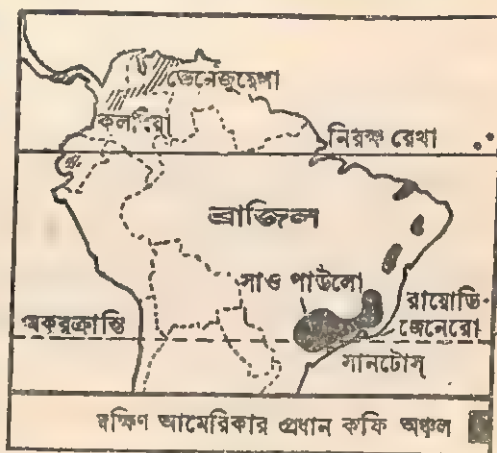 ভেনেজুয়েলা
কলম্বিয়া
নিরক্ষ রেখা
ব্রাজিল
সাও পাউলো
রায়োডি-
জেনেরো
মকরক্রান্তি
সানটোস্
দক্ষিণ আমেরিকার প্রধান কফি অঞ্চল